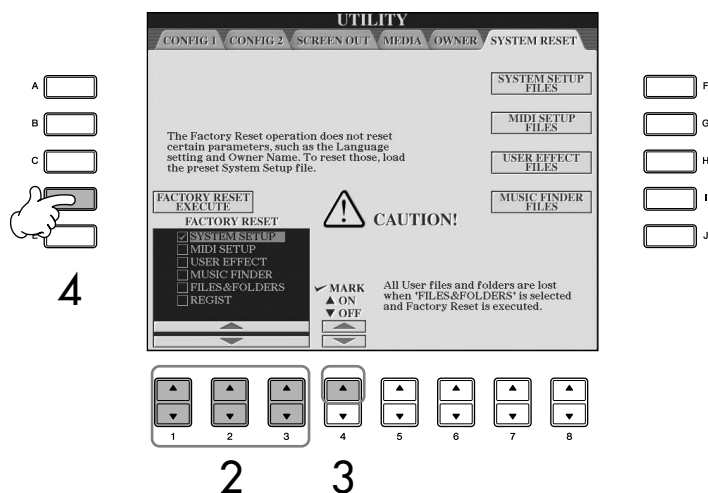 UTILITY
CONFIG 1 CONFIG 2 SCREEN OUT MEDIA OWNER SYSTEM RESET
SYSTEM SETUP
FILES
MIDI SETUP
FILES
USER EFFECT
FILES
MUSIC FINDER
FILES
The Factory Reset operation does not reset
certain parameters, such as the Language
setting and Owner Name. To reset those, load
the preset System Setup file.
FACTORY RESET
EXECUTE
FACTORY RESET
SYSTEM SETUP
MIDI SETUP
USER EFFECT
MUSIC FINDER
FILES&FOLDERS
REGIST
CAUTION!
MARK
▲ ON
▼ OFF
All User files and folders are lost
when 'FILES&FOLDERS' is selected
and Factory Reset is executed.
A
B
C
E
F
G
H
I
J
4
1 2 3 4 5 6 7 8
2 3